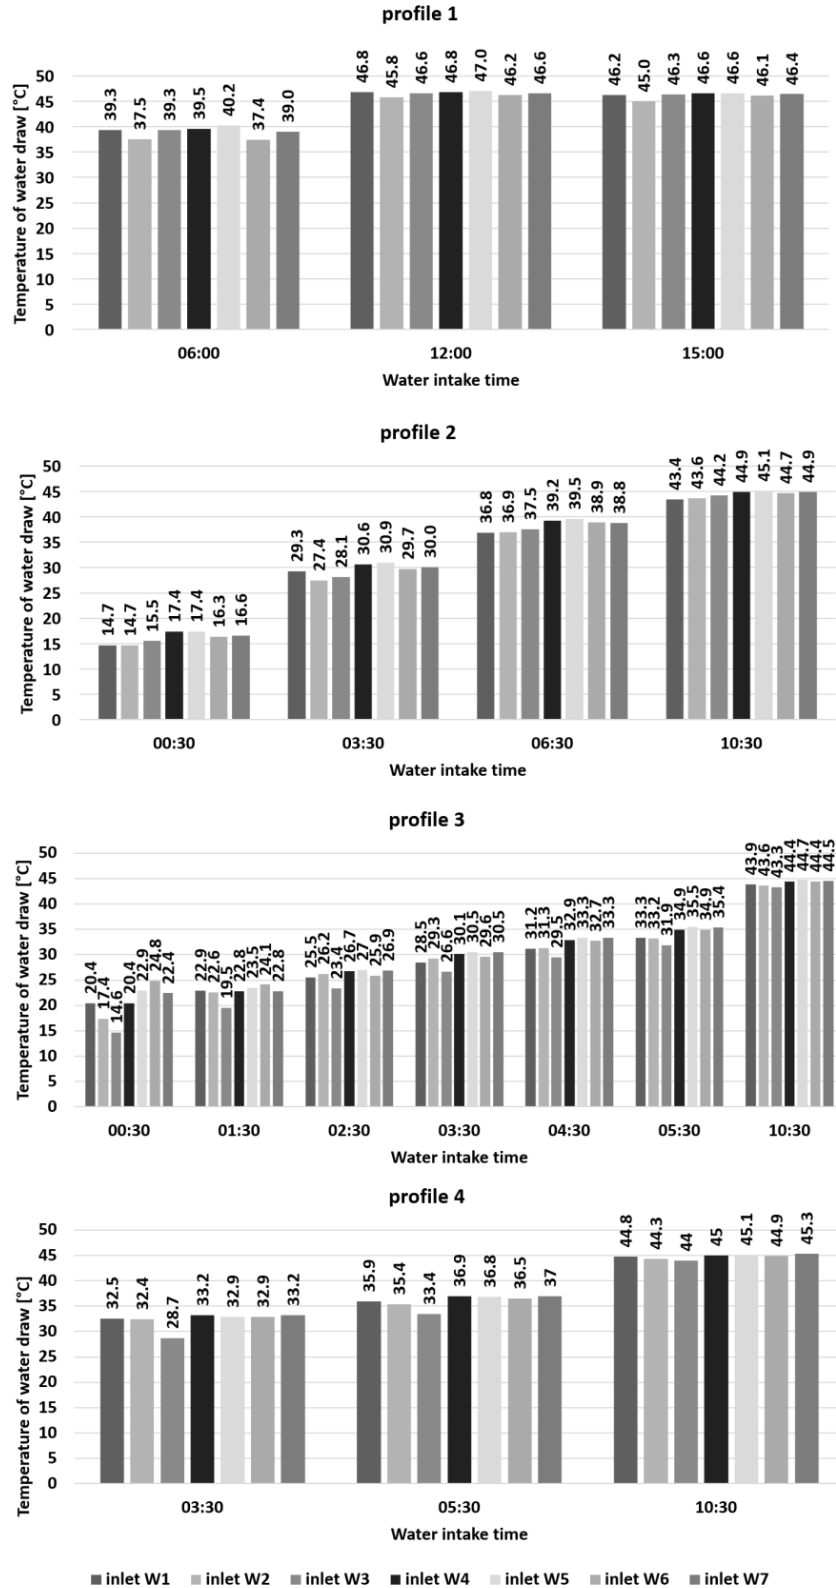 profile 1
Temperature of water draw [°C]
50
45
40
35
30
25
20
15
10
5
0
39.3 37.5 39.3 39.5 40.2 37.4 39.0
46.8 45.8 46.6 46.8 47.0 46.2 46.6
46.2 45.0 46.3 46.6 46.6 46.1 46.4
06:00 12:00 15:00
Water intake time
profile 2
Temperature of water draw [°C]
50
45
40
35
30
25
20
15
10
5
0
14.7 14.7 15.5 17.4 17.4 16.3 16.6
29.3 27.4 28.1 30.6 30.9 29.7 30.0
36.8 36.9 37.5 39.2 39.5 38.9 38.8
43.4 43.6 44.2 44.9 45.1 44.7 44.9
00:30 03:30 06:30 10:30
Water intake time
profile 3
Temperature of water draw [°C]
50
45
40
35
30
25
20
15
10
5
0
20.4 17.4 14.6 20.4 22.9 24.8 22.4
22.9 22.6 19.5 22.8 23.5 24.1 22.8
25.5 26.2 23.4 26.7 27 25.9 26.9
28.5 29.3 26.6 30.1 30.5 29.6 30.5
31.2 31.3 29.5 32.9 33.3 32.7 33.3
33.3 33.2 31.9 34.9 35.5 34.9 35.4
43.9 43.6 43.3 44.4 44.7 44.4 44.5
00:30 01:30 02:30 03:30 04:30 05:30 10:30
Water intake time
profile 4
Temperature of water draw [°C]
50
45
40
35
30
25
20
15
10
5
0
32.5 32.4 28.7 33.2 32.9 32.9 33.2
35.9 35.4 33.4 36.9 36.8 36.5 37
44.8 44.3 44 45 45.1 44.9 45.3
03:30 05:30 10:30
Water intake time
inlet W1 inlet W2 inlet W3 inlet W4 inlet W5 inlet W6 inlet W7